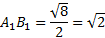 A₁B₁ = √8/2 = √2